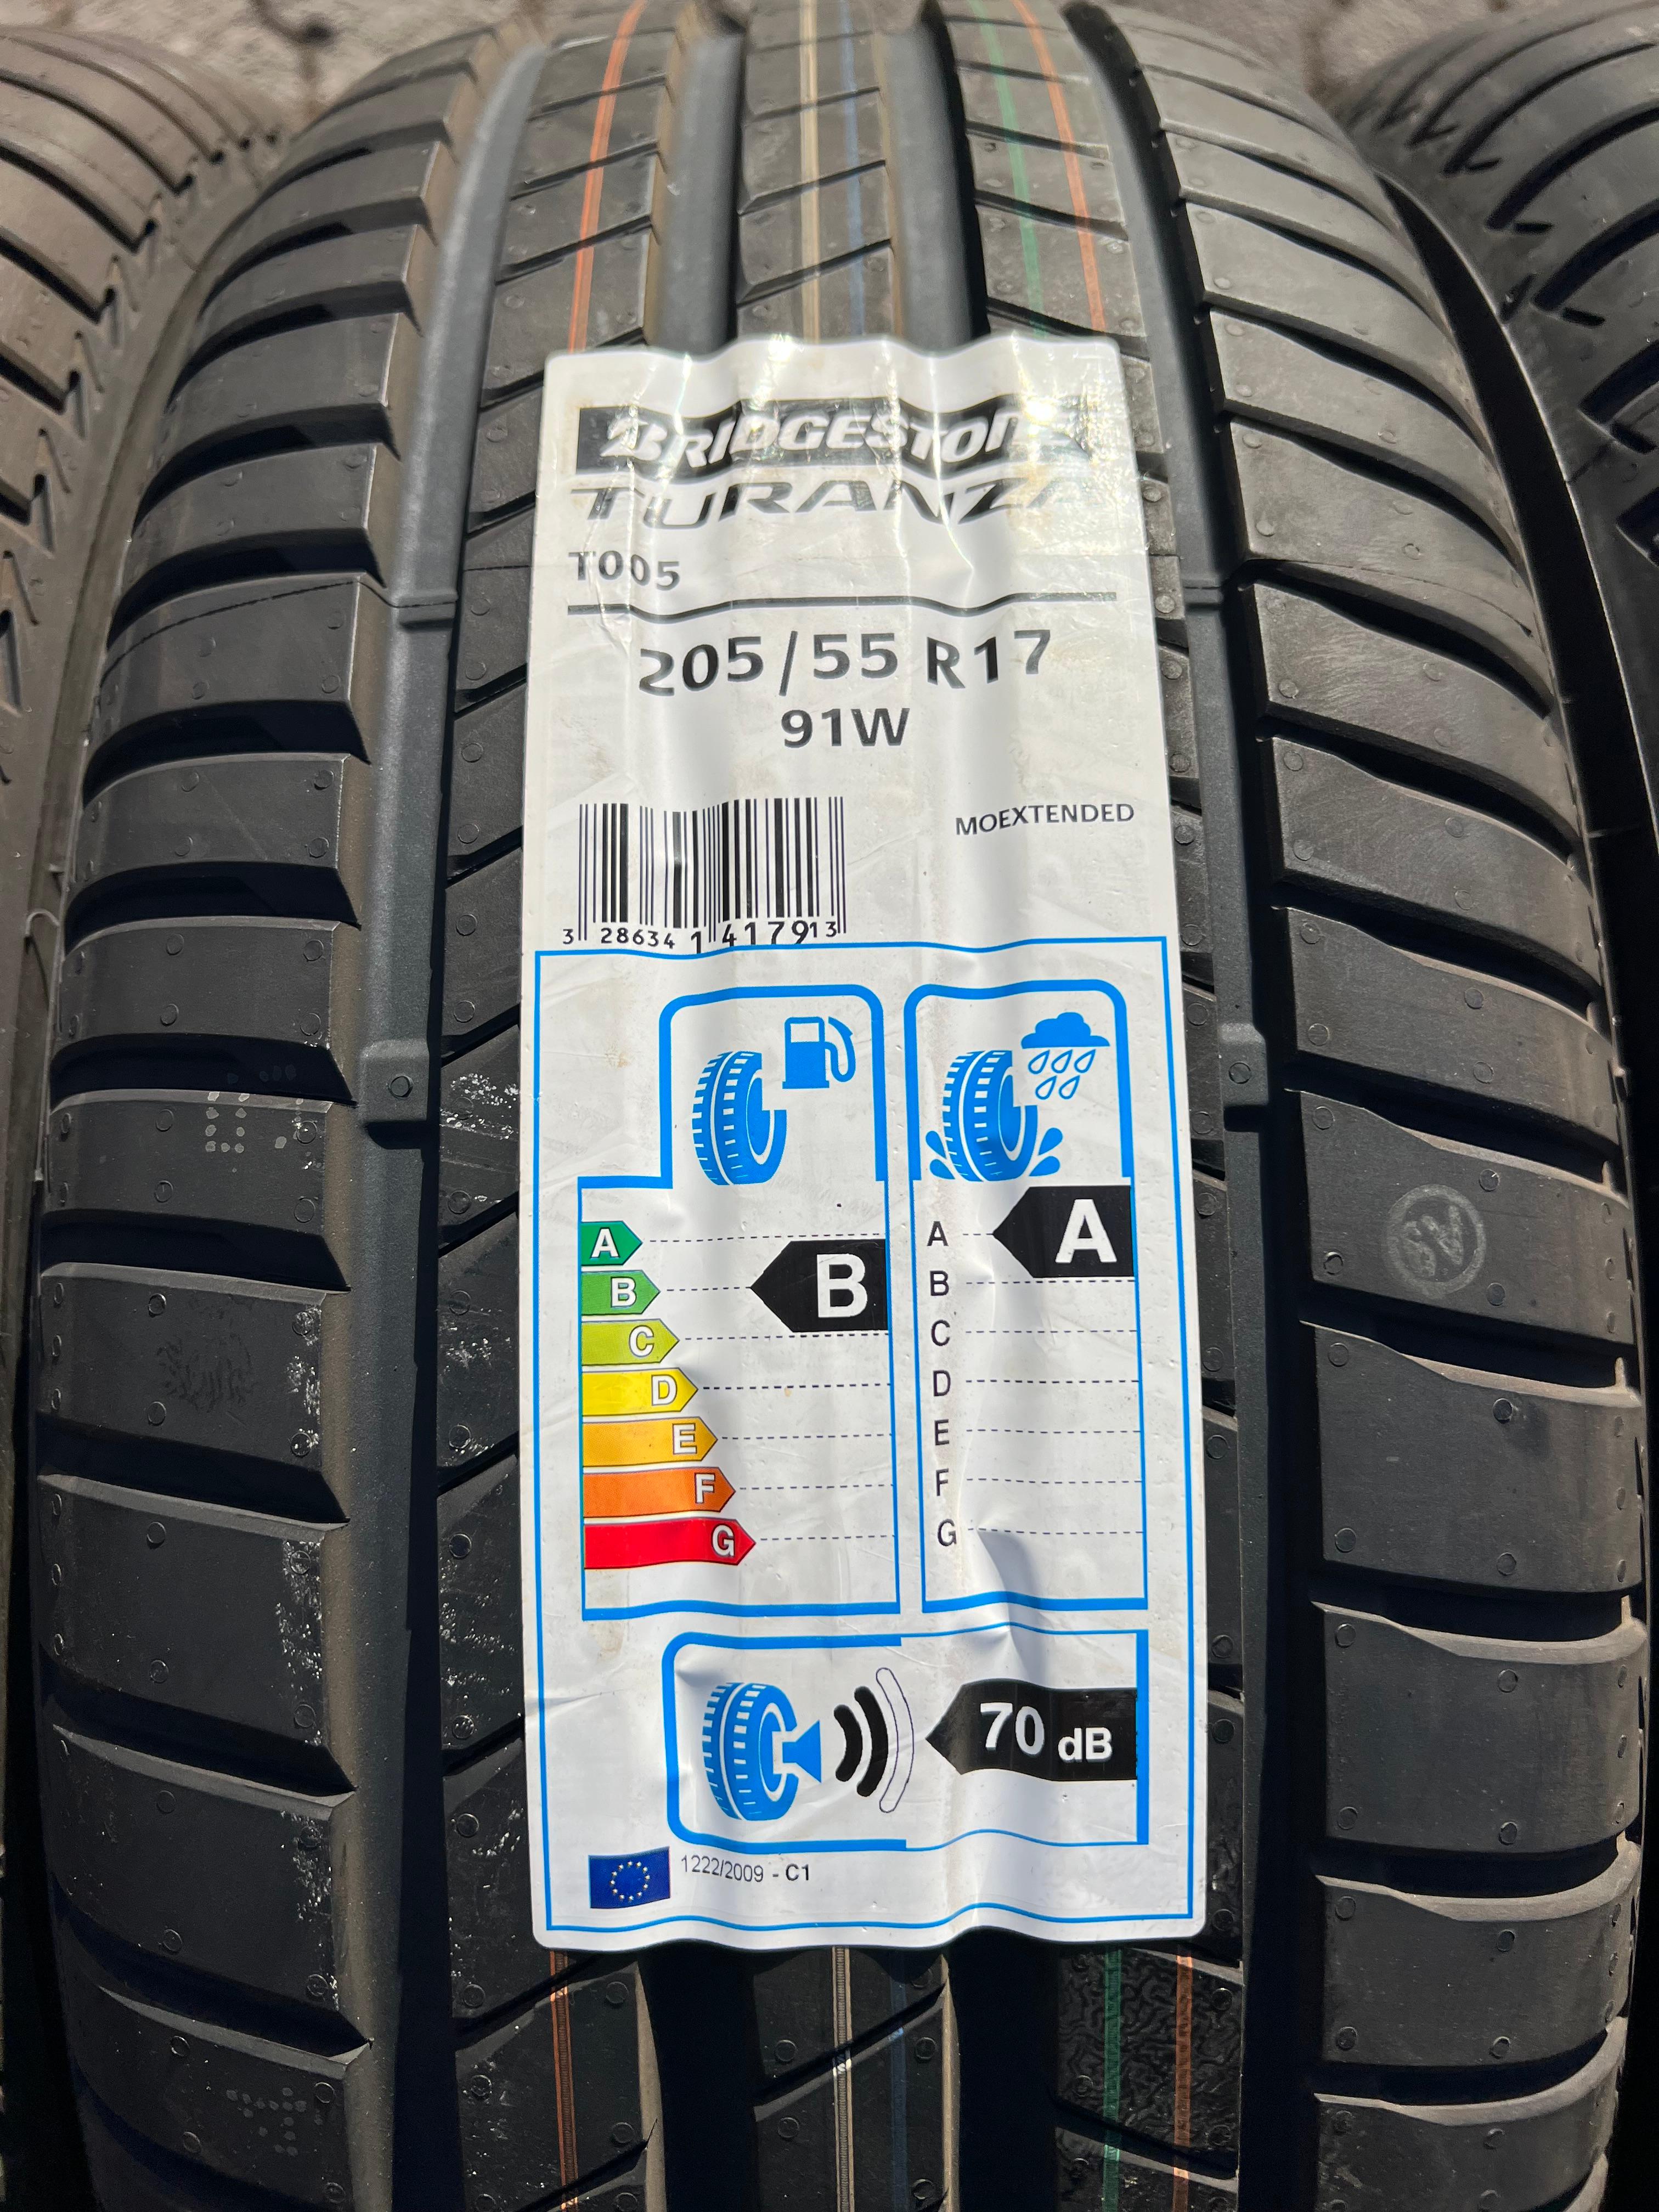 BRIDGESTONE
TURANZA
T005
205/55 R17
91W
MOEXTENDED
3 286341 417913
A
B
C
D
E
F
G
B
A
B
C
D
E
F
G
A
70 dB
1222/2009 - C1